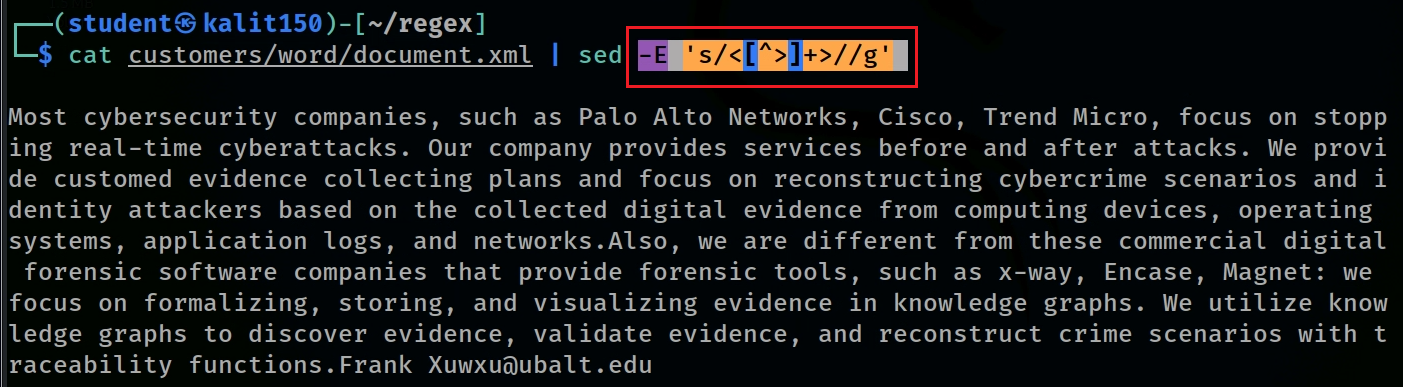 ┌──(student㉿kalit150)-[~/regex]
└─$ cat customers/word/document.xml | sed -E 's/<[^>]+>//g'
Most cybersecurity companies, such as Palo Alto Networks, Cisco, Trend Micro, focus on stopp
ing real-time cyberattacks. Our company provides services before and after attacks. We provi
de customed evidence collecting plans and focus on reconstructing cybercrime scenarios and i
dentity attackers based on the collected digital evidence from computing devices, operating
systems, application logs, and networks.Also, we are different from these commercial digital
 forensic software companies that provide forensic tools, such as x-way, Encase, Magnet: we
focus on formalizing, storing, and visualizing evidence in knowledge graphs. We utilize know
ledge graphs to discover evidence, validate evidence, and reconstruct crime scenarios with t
raceability functions.Frank Xuwxu@ubalt.edu